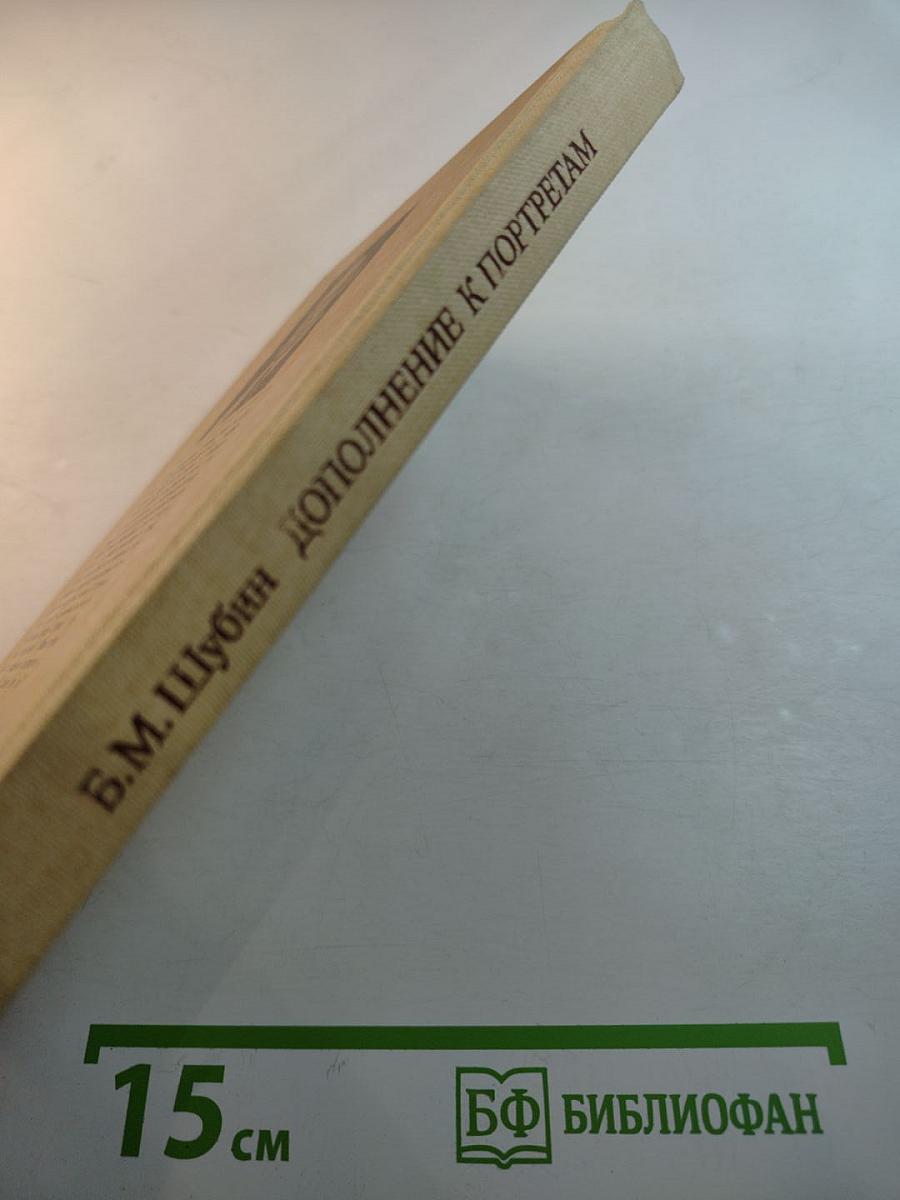 Б.М. Шубин ДОПОЛНЕНИЕ К ПОРТРЕТАМ
15 см
БФ БИБЛИОФАН